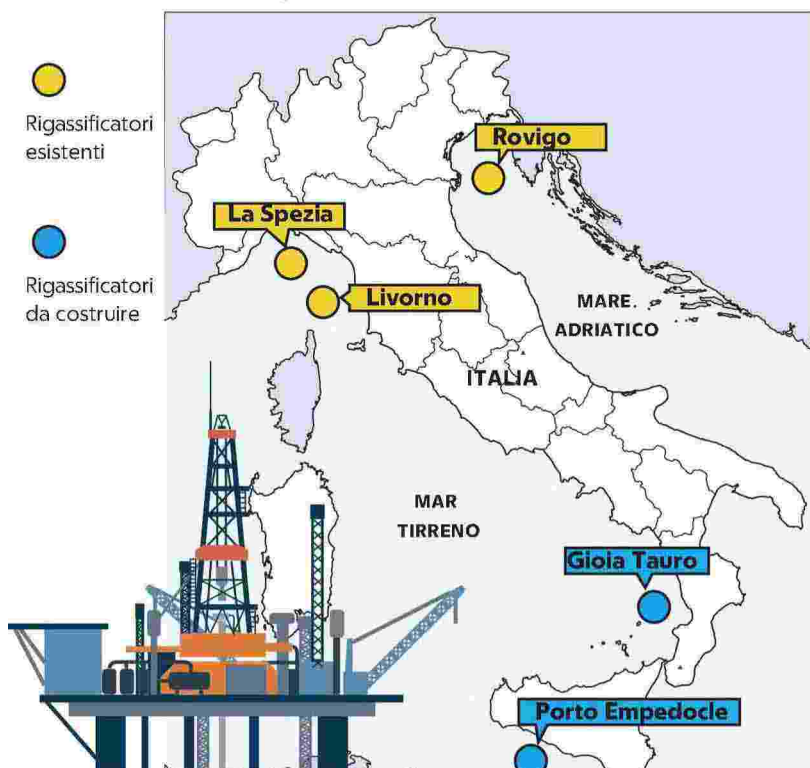 Rigassificatori
esistenti
Rigassificatori
da costruire
Rovigo
La Spezia
Livorno
MARE.
ADRIATICO
ITALIA
MAR
TIRRENO
Gioia Tauro
Porto Empedocle